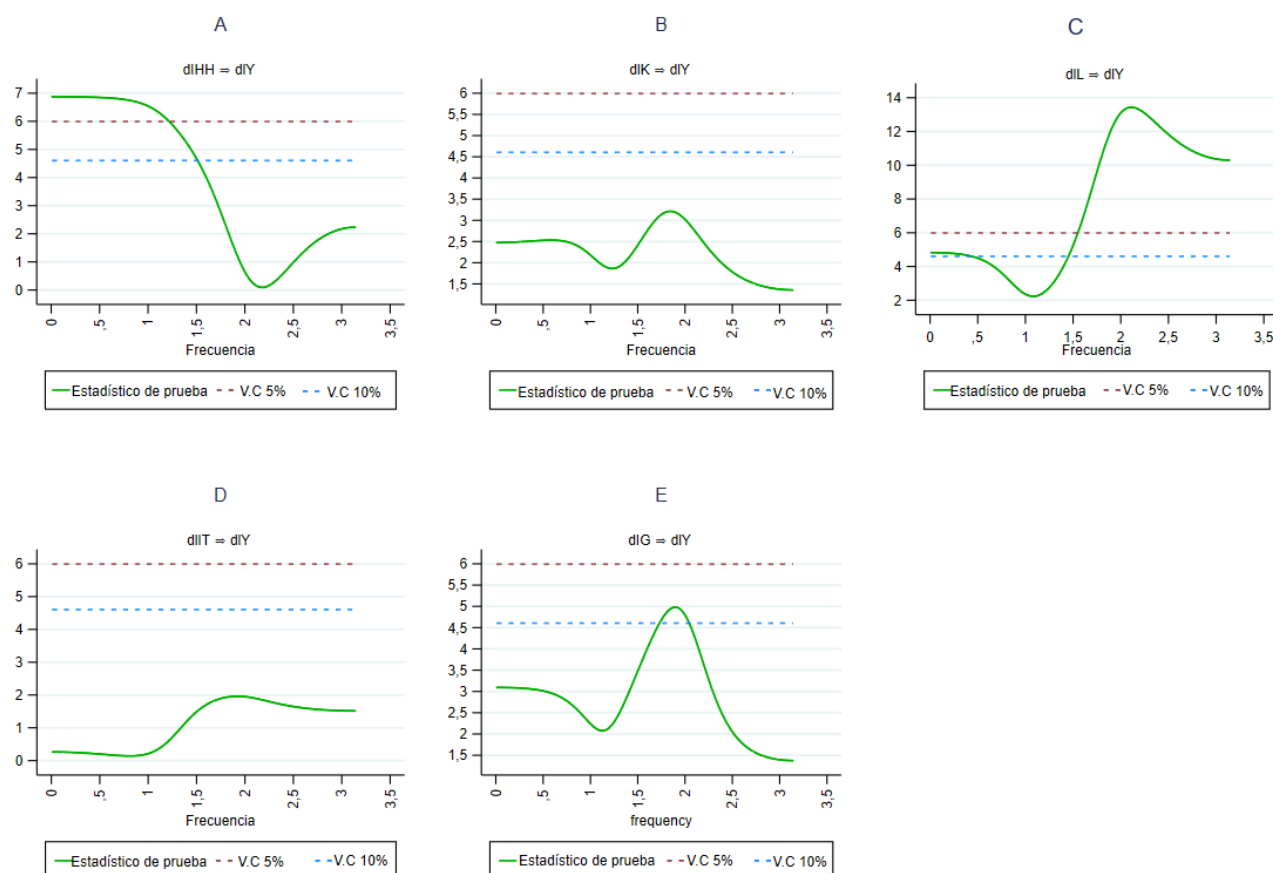 A
dlHH ⇒ dlY
7
6
5
4
3
2
1
0
0 ,5 1 1,5 2 2,5 3 3,5
Frecuencia
Estadístico de prueba V.C 5% V.C 10%
B
dlK ⇒ dlY
6
5,5
5
4,5
4
3,5
3
2,5
2
1,5
0 ,5 1 1,5 2 2,5 3 3,5
Frecuencia
Estadístico de prueba V.C 5% V.C 10%
C
dlL ⇒ dlY
14
12
10
8
6
4
2
0 ,5 1 1,5 2 2,5 3 3,5
Frecuencia
Estadístico de prueba V.C 5% V.C 10%
D
dlIT ⇒ dlY
6
5
4
3
2
1
0
0 ,5 1 1,5 2 2,5 3 3,5
Frecuencia
Estadístico de prueba V.C 5% V.C 10%
E
dlG ⇒ dlY
6
5,5
5
4,5
4
3,5
3
2,5
2
1,5
0 ,5 1 1,5 2 2,5 3 3,5
frequency
Estadístico de prueba V.C 5% V.C 10%